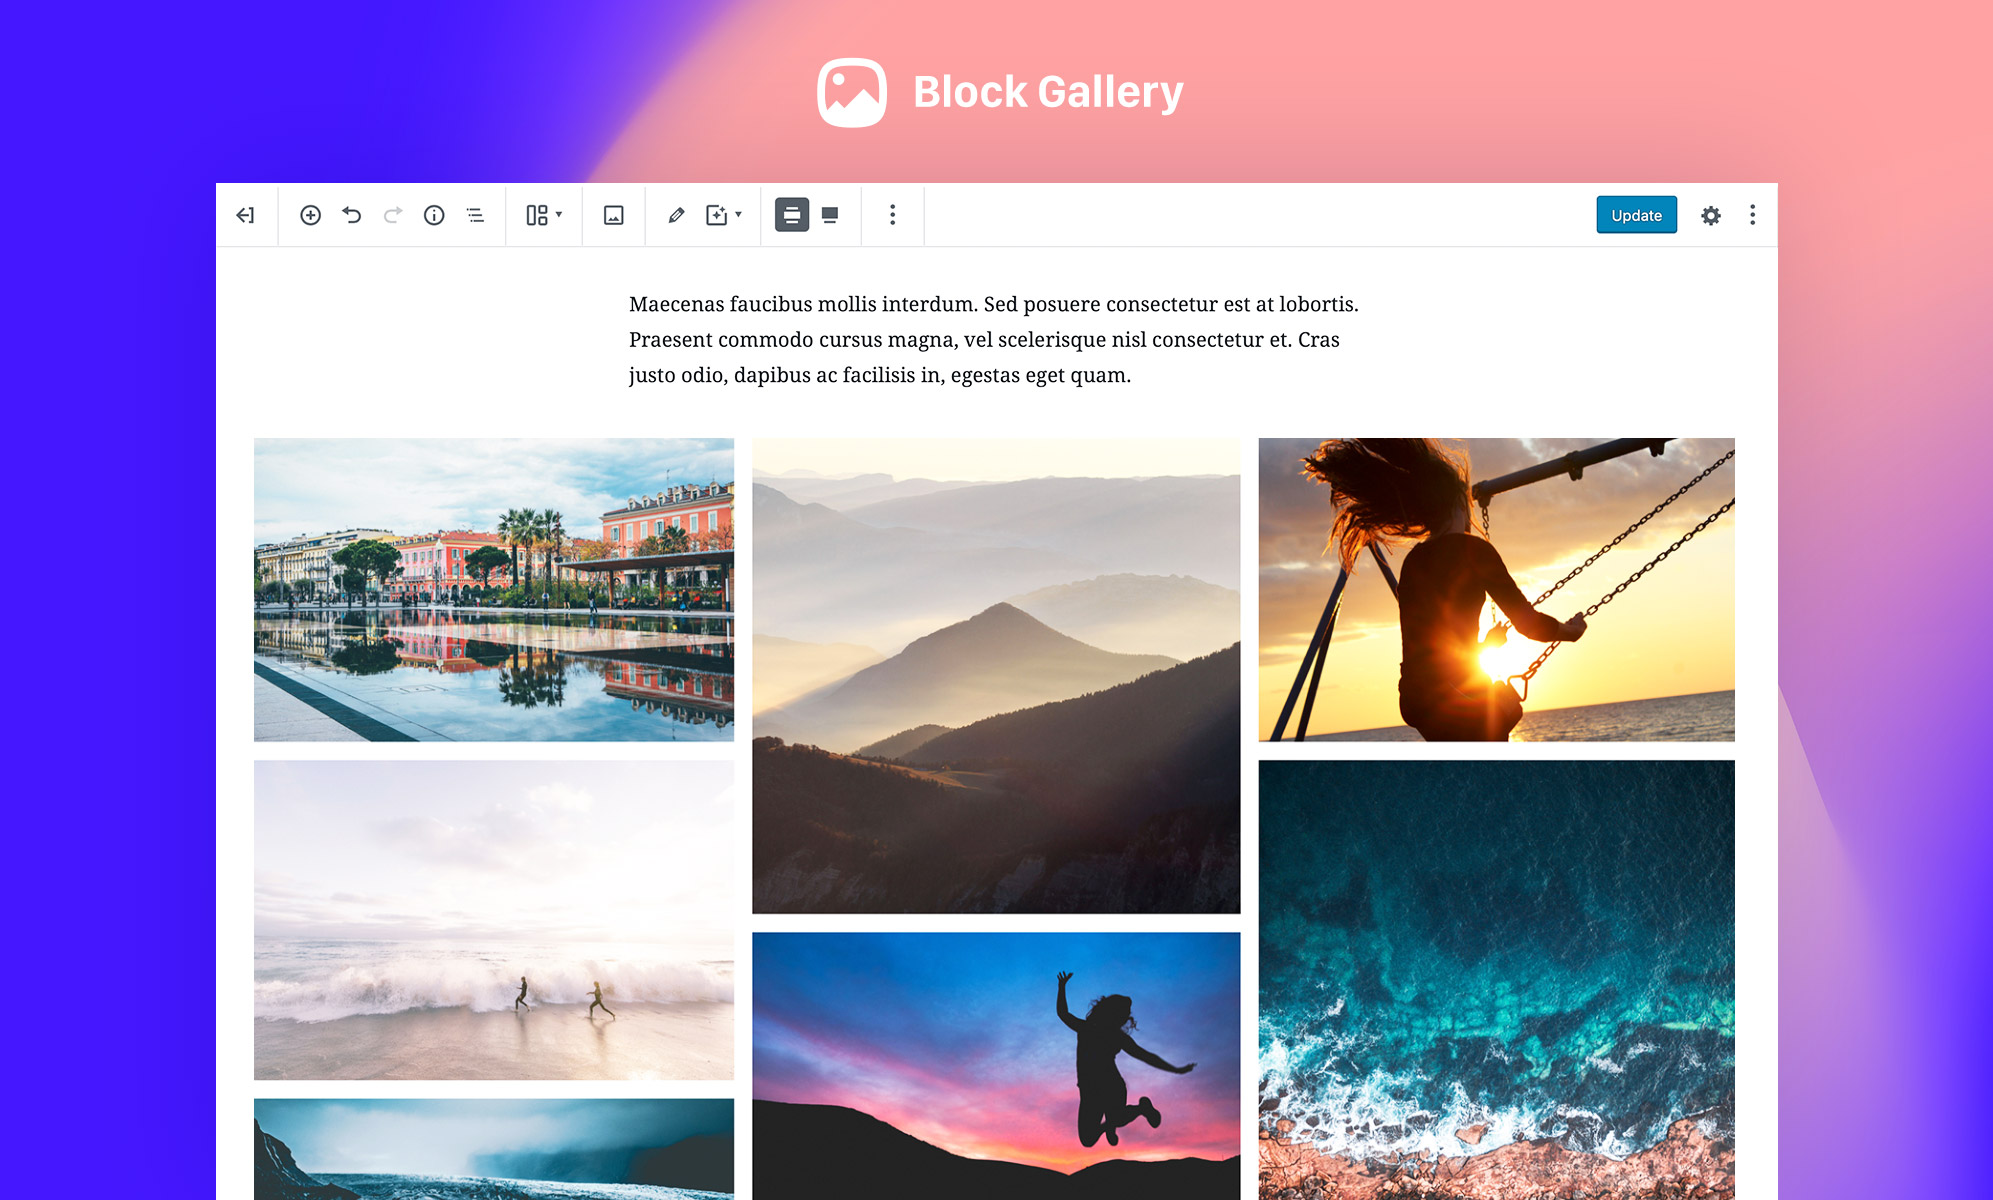 Block Gallery
Update
Maecenas faucibus mollis interdum. Sed posuere consectetur est at lobortis.
Praesent commodo cursus magna, vel scelerisque nisl consectetur et. Cras
justo odio, dapibus ac facilisis in, egestas eget quam.